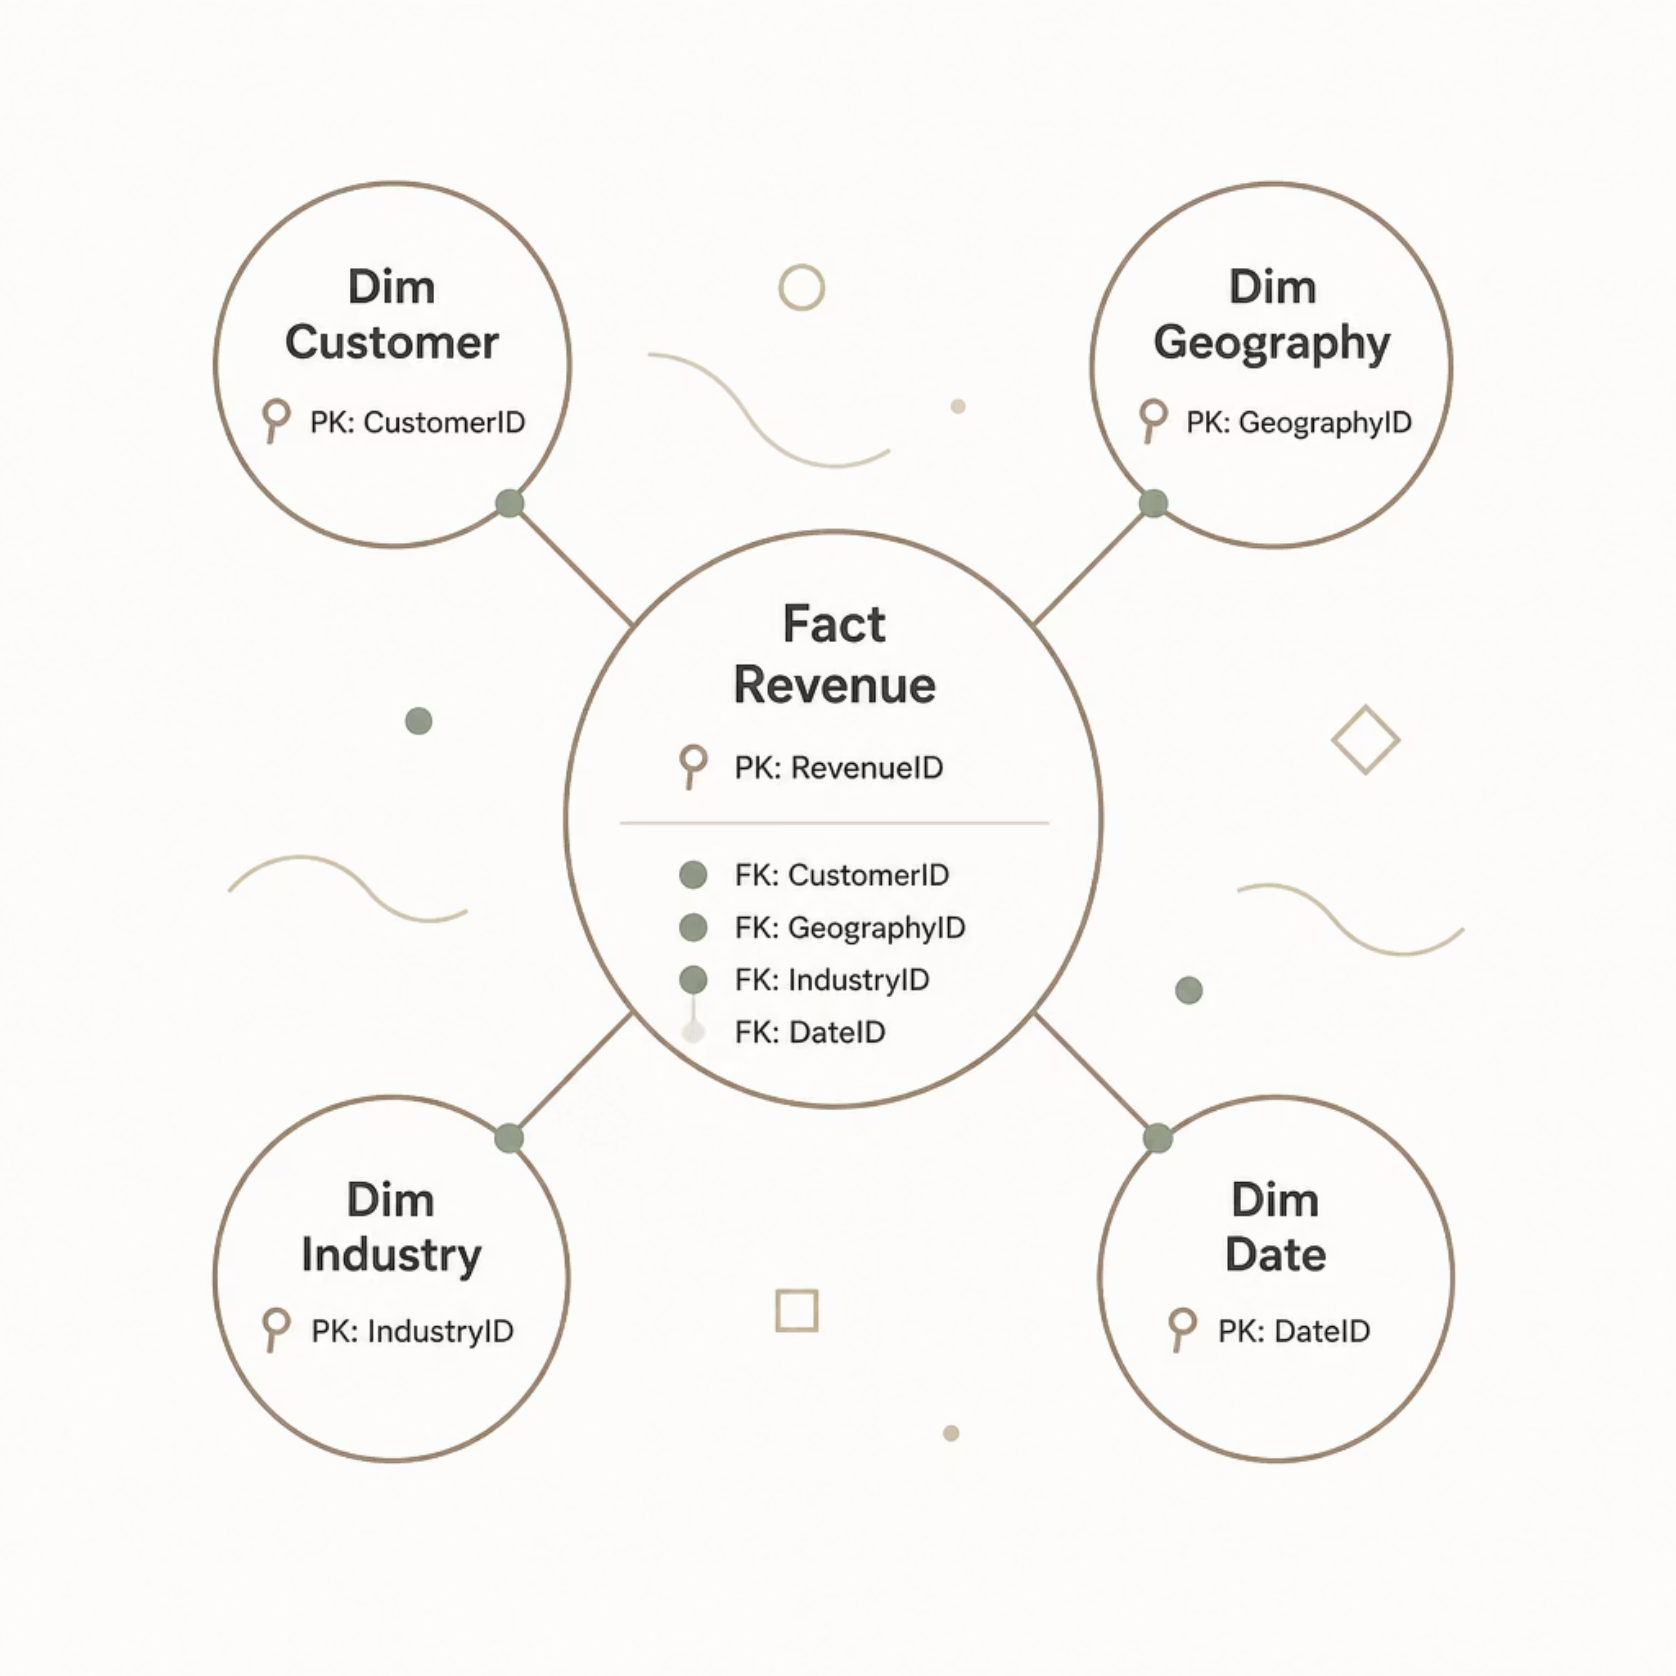 Dim
Customer
PK: CustomerID
Dim
Geography
PK: GeographyID
Fact
Revenue
PK: RevenueID
FK: CustomerID
FK: GeographyID
FK: IndustryID
FK: DateID
Dim
Industry
PK: IndustryID
Dim
Date
PK: DateID